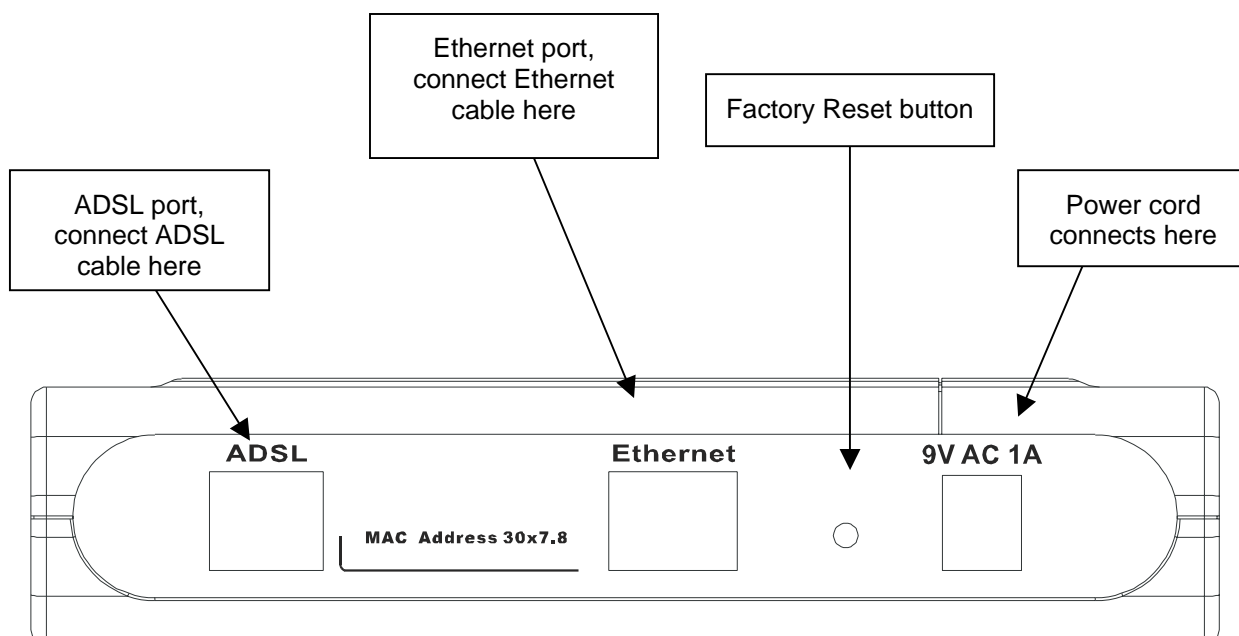 Ethernet port,
connect Ethernet
cable here
Factory Reset button
ADSL port,
connect ADSL
cable here
Power cord
connects here
ADSL
Ethernet
9V AC 1A
MAC Address 30x7.8